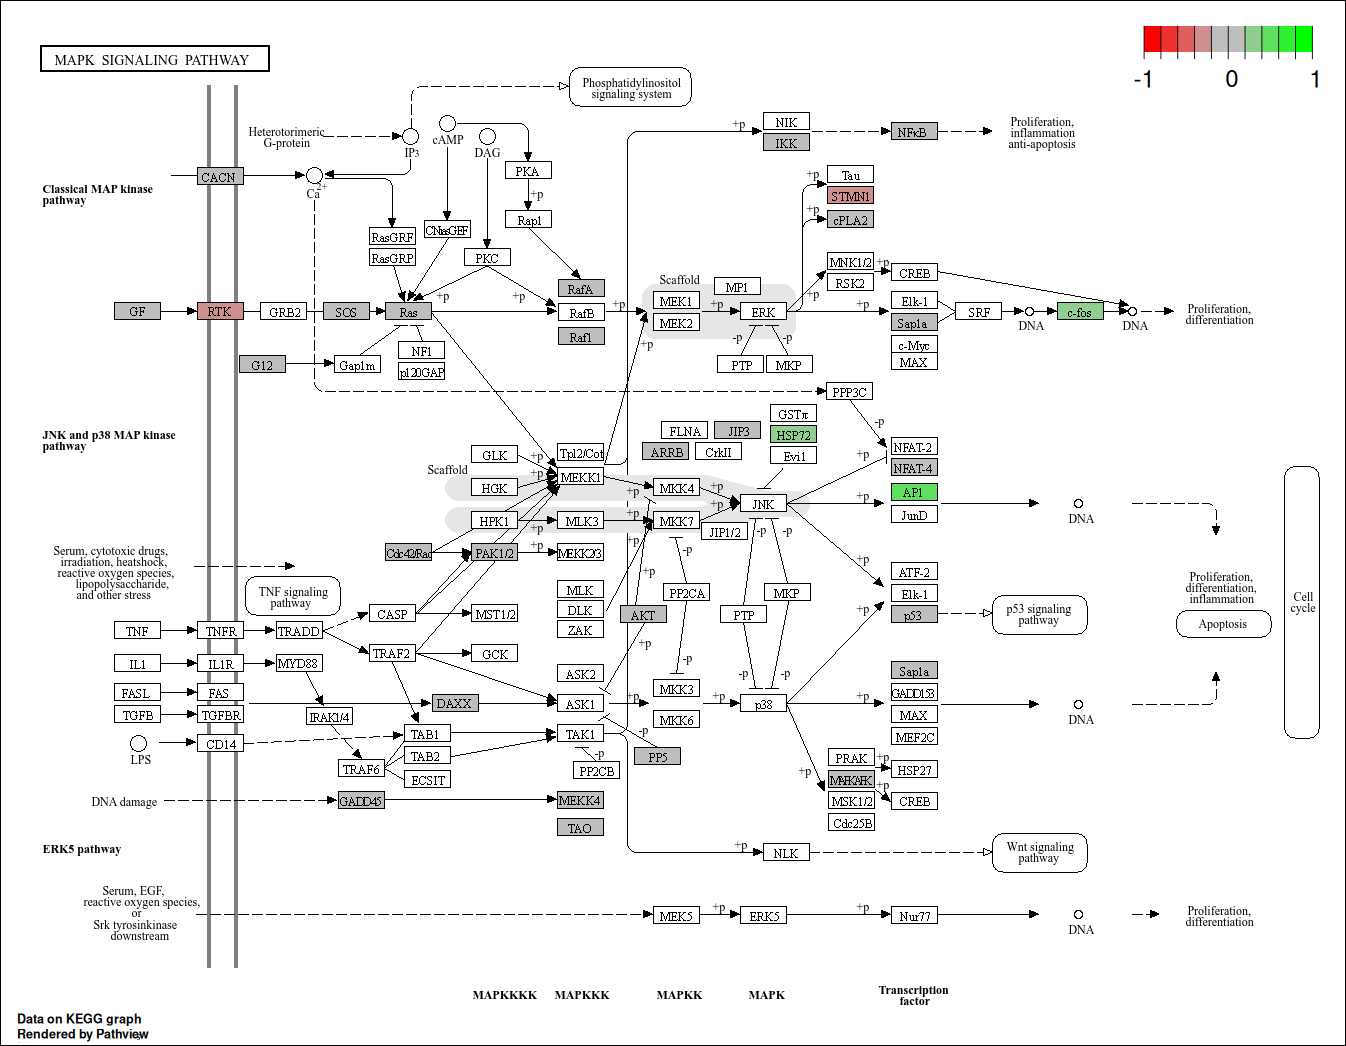 MAPK SIGNALING PATHWAY
-1
0
1
Phosphatidylinositol
signaling system
Heterotorimeric
G-protein
IP3
cAMP
DAG
+p
NIK
IKK
NFκB
Proliferation,
inflammation
anti-apoptosis
CACN
Ca2+
PKA
+p
Rap1
Classical MAP kinase
pathway
+p
Tau
STMN1
+p
cPLA2
RasGRF
RasGRP
CNrasGEF
PKC
MNK1/2
RSK2
+p
+p
CREB
Scaffold
MP1
RafA
RafB
Raf1
MEK1
MEK2
ERK
GF
RTK
GRB2
SOS
Ras
+p
+p
+p
+p
+p
+p
Elk-1
Sap1a
c-Myc
MAX
SRF
DNA
c-fos
DNA
Proliferation,
differentiation
G12
Gap1m
NF1
p120GAP
+p
-p
-p
PTP
MKP
PPP3C
-p
JNK and p38 MAP kinase
pathway
FLNA
JIP3
ARRB
CrkII
GSTπ
HSP72
Evi1
NFAT-2
NFAT-4
+p
GLK
+p
Tpl2/Cot
Scaffold
HGK
+p
MEKK1
+p
MKK4
+p
JNK
+p
AP1
JunD
DNA
HPK1
+p
MLK3
+p
MKK7
+p
JIP1/2
-p
-p
Cdc42/Rac
PAK1/2
+p
MEKK2/3
-p
+p
Serum, cytotoxic drugs,
irradiation, heatshock,
reactive oxygen species,
lipopolysaccharide,
and other stress
TNF signaling
pathway
MLK
DLK
ZAK
+p
AKT
+p
PP2CA
PTP
MKP
ATF-2
Elk-1
p53
+p
p53 signaling
pathway
Proliferation,
differentiation,
inflammation
Apoptosis
Cell
cycle
CASP
MST1/2
TNF
TNFR
TRADD
TRAF2
GCK
IL1
IL1R
MYD88
ASK2
-p
-p
-p
Sap1a
FASL
FAS
DAXX
ASK1
+p
MKK3
MKK6
+p
p38
+p
GADD153
MAX
MEF2C
DNA
TGFB
TGFBR
IRAK1/4
LPS
CD14
TAB1
TAB2
ECSIT
TRAF6
TAK1
-p
PP2CB
-p
PP5
+p
PRAK
MAPKAPK
MSK1/2
Cdc25B
+p
+p
HSP27
CREB
DNA damage
GADD45
MEKK4
TAO
ERK5 pathway
+p
NLK
Wnt signaling
pathway
Serum, EGF,
reactive oxygen species,
or
Srk tyrosinkinase
downstream
MEK5
+p
ERK5
+p
Nur77
DNA
Proliferation,
differentiation
MAPKKKK
MAPKKK
MAPKK
MAPK
Transcription
factor
Data on KEGG graph
Rendered by Pathview